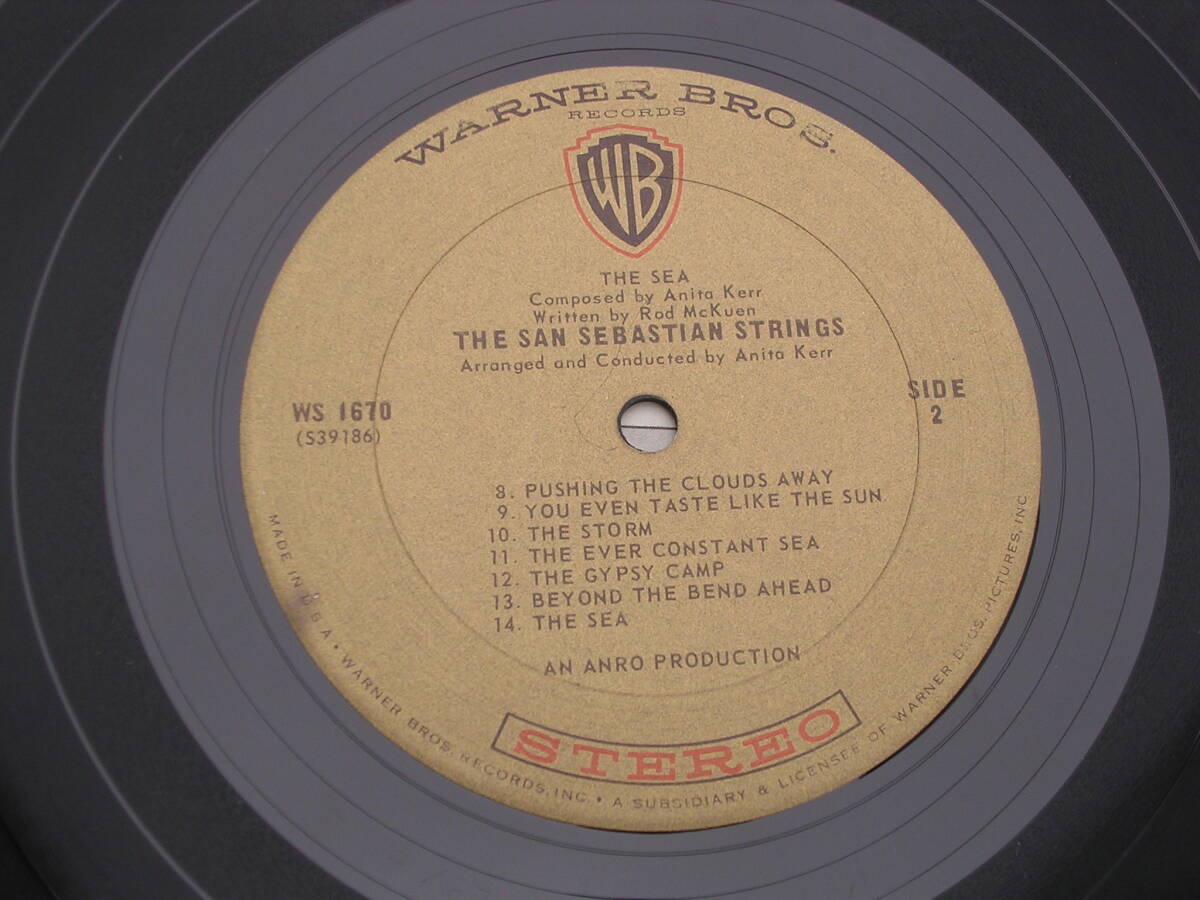 WARNER BROS.
RECORDS
WB
THE SEA
Composed by Anita Kerr
Written by Rod McKuen
THE SAN SEBASTIAN STRINGS
Arranged and Conducted by Anita Kerr
WS 1670
(S39186)
SIDE
2
8. PUSHING THE CLOUDS AWAY
9. YOU EVEN TASTE LIKE THE SUN
10. THE STORM
11. THE EVER CONSTANT SEA
12. THE GYPSY CAMP
13. BEYOND THE BEND AHEAD
14. THE SEA
AN ANRO PRODUCTION
STEREO
MADE IN U.S.A. • WARNER BROS. RECORDS, INC. • A SUBSIDIARY & LICENSEE OF WARNER BROS. PICTURES, INC